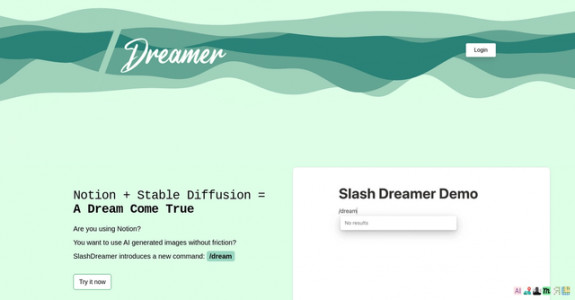 /Dreamer
Login
Notion + Stable Diffusion =
A Dream Come True
Are you using Notion?
You want to use AI generated images without friction?
SlashDreamer introduces a new command: /dream
Try it now
Slash Dreamer Demo
/dream
No results
AI